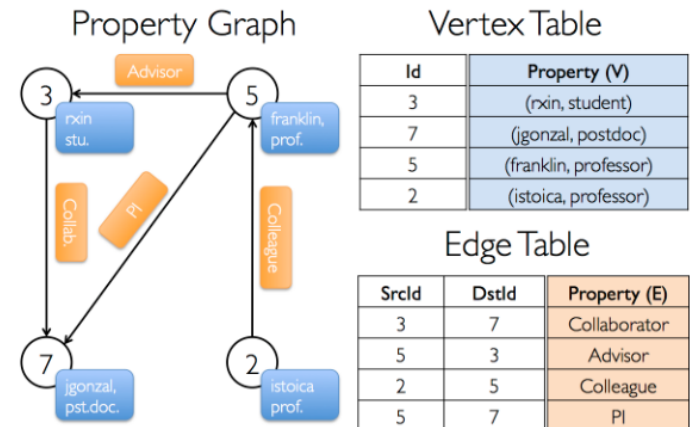 Property Graph
Advisor
3
5
rxin
stu.
franklin,
prof.
Collab.
PI
Colleague
7
2
jgonzal,
pst.doc.
istoica
prof.
Vertex Table
Id Property (V)
3 (rxin, student)
7 (jgonzal, postdoc)
5 (franklin, professor)
2 (istoica, professor)
Edge Table
SrcId DstId Property (E)
3 7 Collaborator
5 3 Advisor
2 5 Colleague
5 7 PI